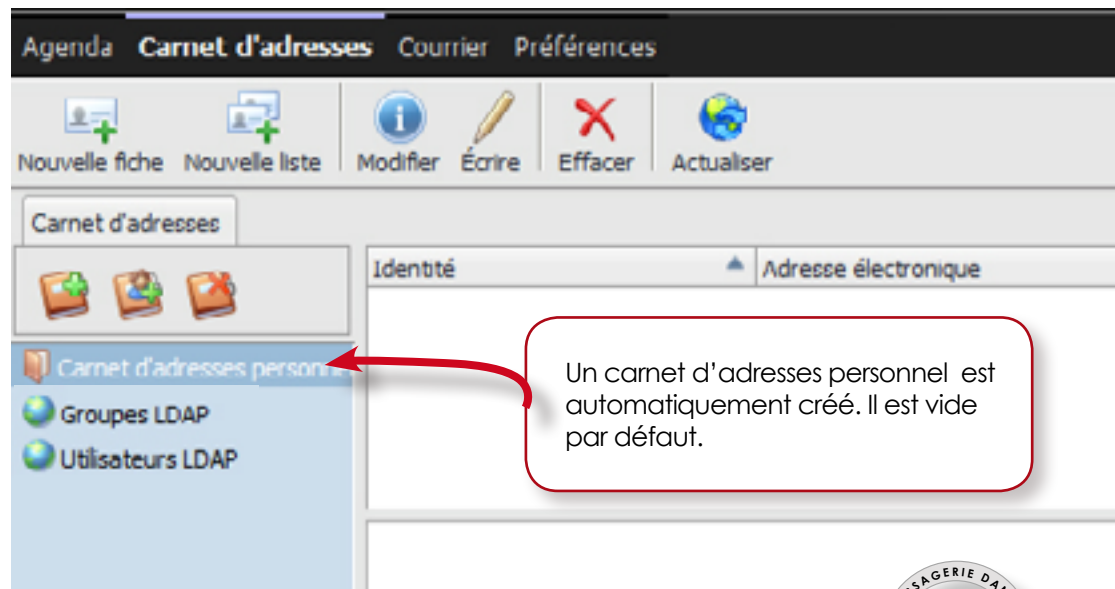 Agenda Carnet d'adresses Courrier Préférences
Nouvelle fiche Nouvelle liste Modifier Écrire Effacer Actualiser
Carnet d'adresses
Identité Adresse électronique
Carnet d'adresses
Un carnet d’adresses personnel est
automatiquement créé. Il est vide
par défaut.
Groupes LDAP
Utilisateurs LDAP